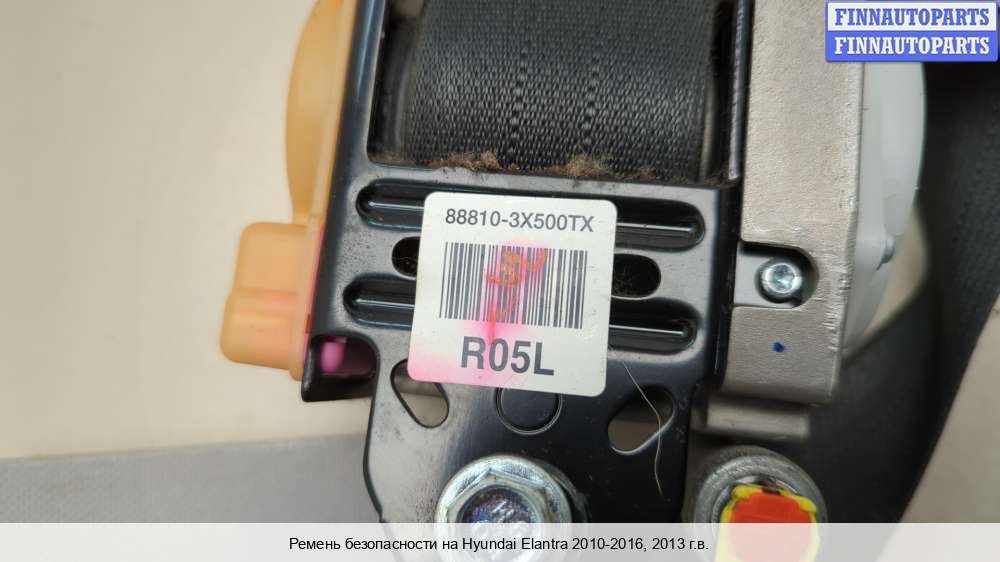 FINNAUTOPARTS
FINNAUTOPARTS
88810-3X500TX
R05L
Ремень безопасности на Hyundai Elantra 2010-2016, 2013 г.в.